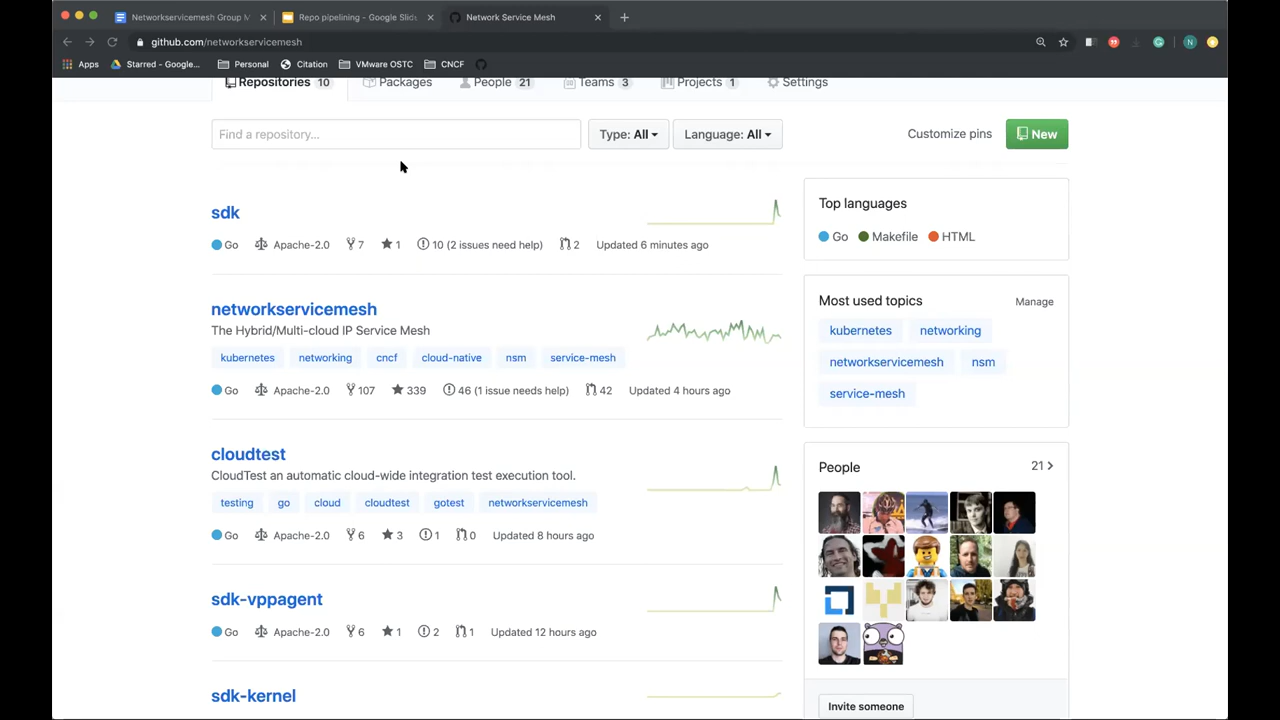 Networkservicemesh Group M
Repo pipelining - Google Slide
Network Service Mesh
github.com/networkservicemesh
Apps
Starred - Google...
Personal
Citation
VMware OSTC
CNCF
Repositories 10
Packages
People 21
Teams 3
Projects 1
Settings
Find a repository...
Type: All
Language: All
Customize pins
New
sdk
Go Apache-2.0 7 1 10 (2 issues need help) 2 Updated 6 minutes ago
networkservicemesh
The Hybrid/Multi-cloud IP Service Mesh
kubernetes networking cncf cloud-native nsm service-mesh
Go Apache-2.0 107 339 46 (1 issue needs help) 42 Updated 4 hours ago
cloudtest
CloudTest an automatic cloud-wide integration test execution tool.
testing go cloud cloudtest gotest networkservicemesh
Go Apache-2.0 6 3 1 0 Updated 8 hours ago
sdk-vppagent
Go Apache-2.0 6 1 2 1 Updated 12 hours ago
sdk-kernel
Top languages
Go Makefile HTML
Most used topics Manage
kubernetes networking
networkservicemesh nsm
service-mesh
People 21
Invite someone